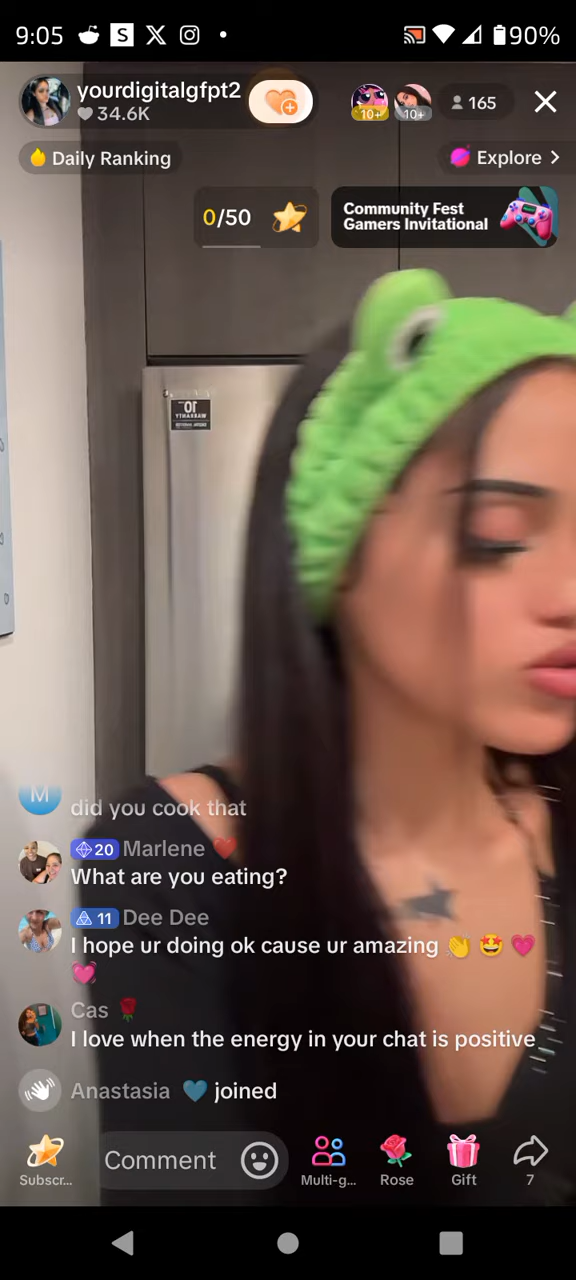 9:05
90%
yourdigitalgfpt2
34.6K
10+
10+
165
Daily Ranking
Explore
0/50
Community Fest
Gamers Invitational
10
WARRANTY
M
did you cook that
20 Marlene
What are you eating?
11 Dee Dee
I hope ur doing ok cause ur amazing 👏 🤩 💗
💓
Cas 🌹
I love when the energy in your chat is positive
Anastasia 💙 joined
Subscr...
Comment
Multi-g...
Rose
Gift
7